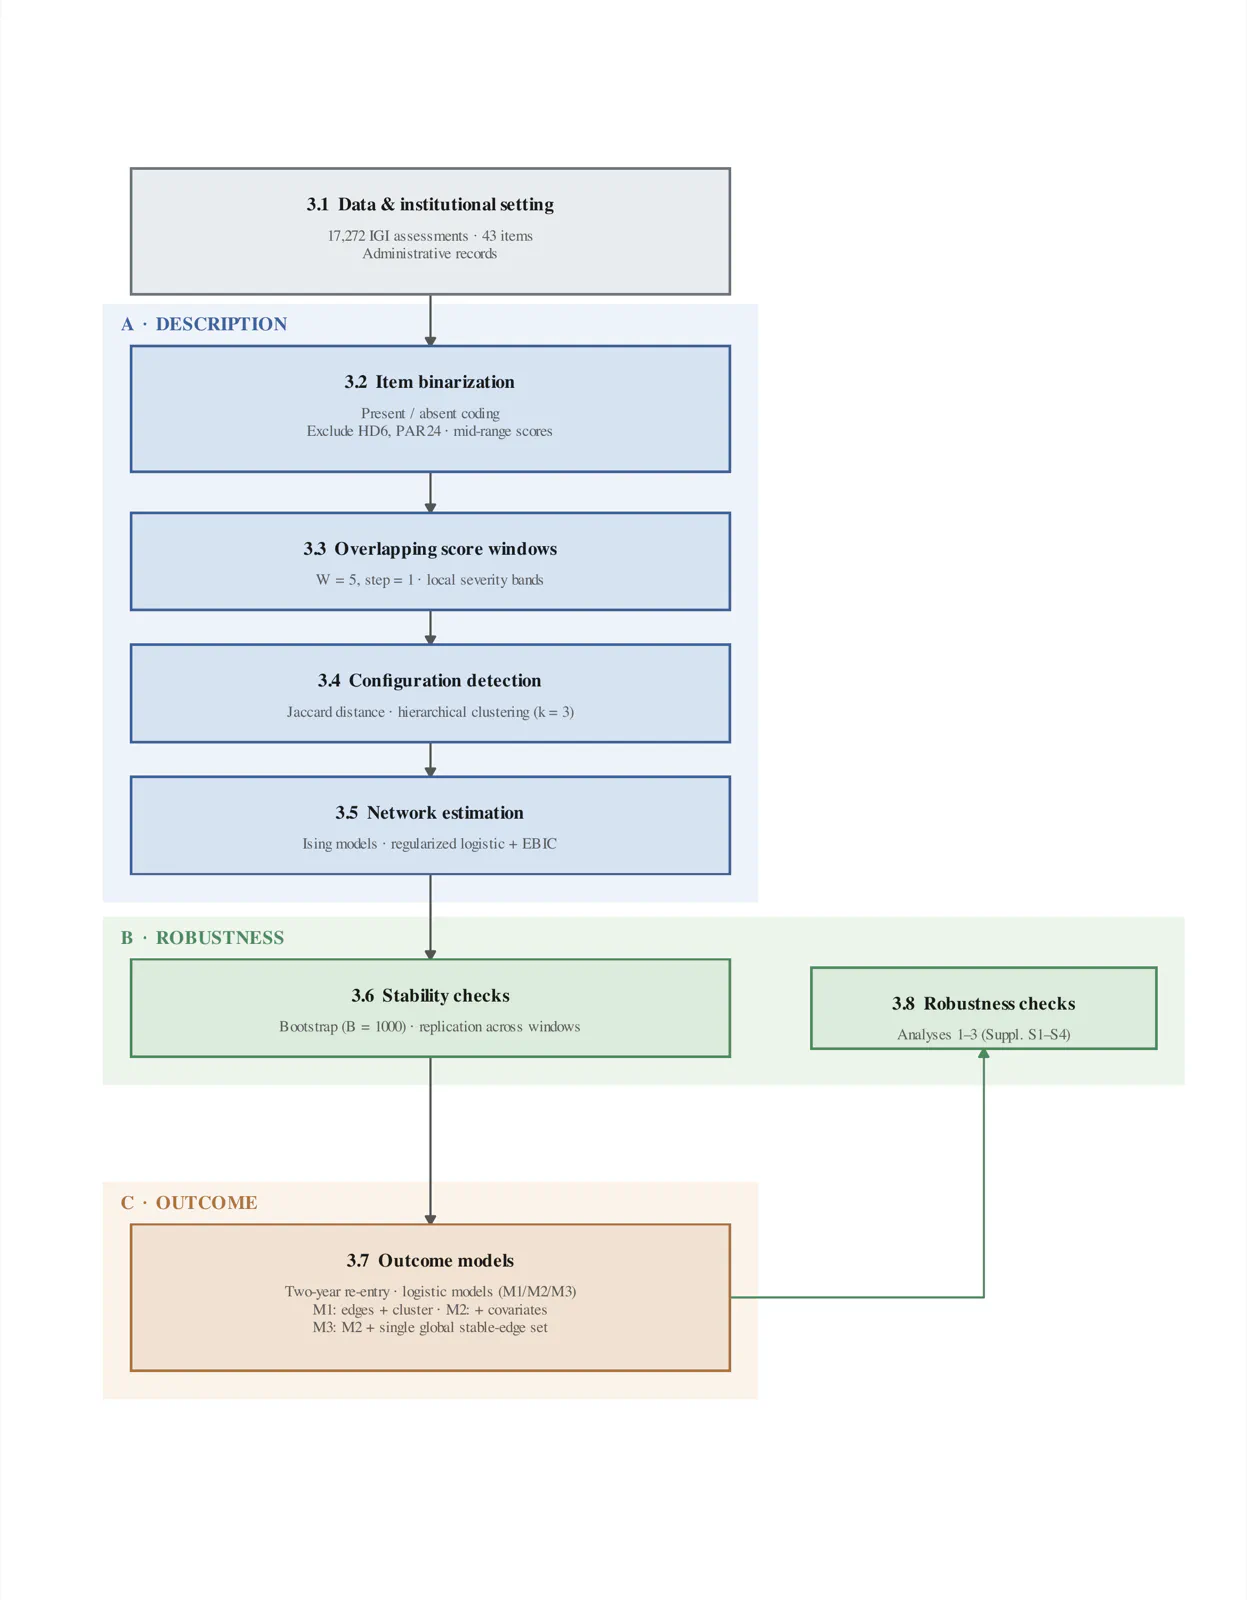 3.1 Data & institutional setting
17,272 IGI assessments · 43 items
Administrative records
A · DESCRIPTION
3.2 Item binarization
Present / absent coding
Exclude HD6, PAR24 · mid-range scores
3.3 Overlapping score windows
W = 5, step = 1 · local severity bands
3.4 Configuration detection
Jaccard distance · hierarchical clustering (k = 3)
3.5 Network estimation
Ising models · regularized logistic + EBIC
B · ROBUSTNESS
3.6 Stability checks
Bootstrap (B = 1000) · replication across windows
3.8 Robustness checks
Analyses 1–3 (Suppl. S1–S4)
C · OUTCOME
3.7 Outcome models
Two-year re-entry · logistic models (M1/M2/M3)
M1: edges + cluster · M2: + covariates
M3: M2 + single global stable-edge set